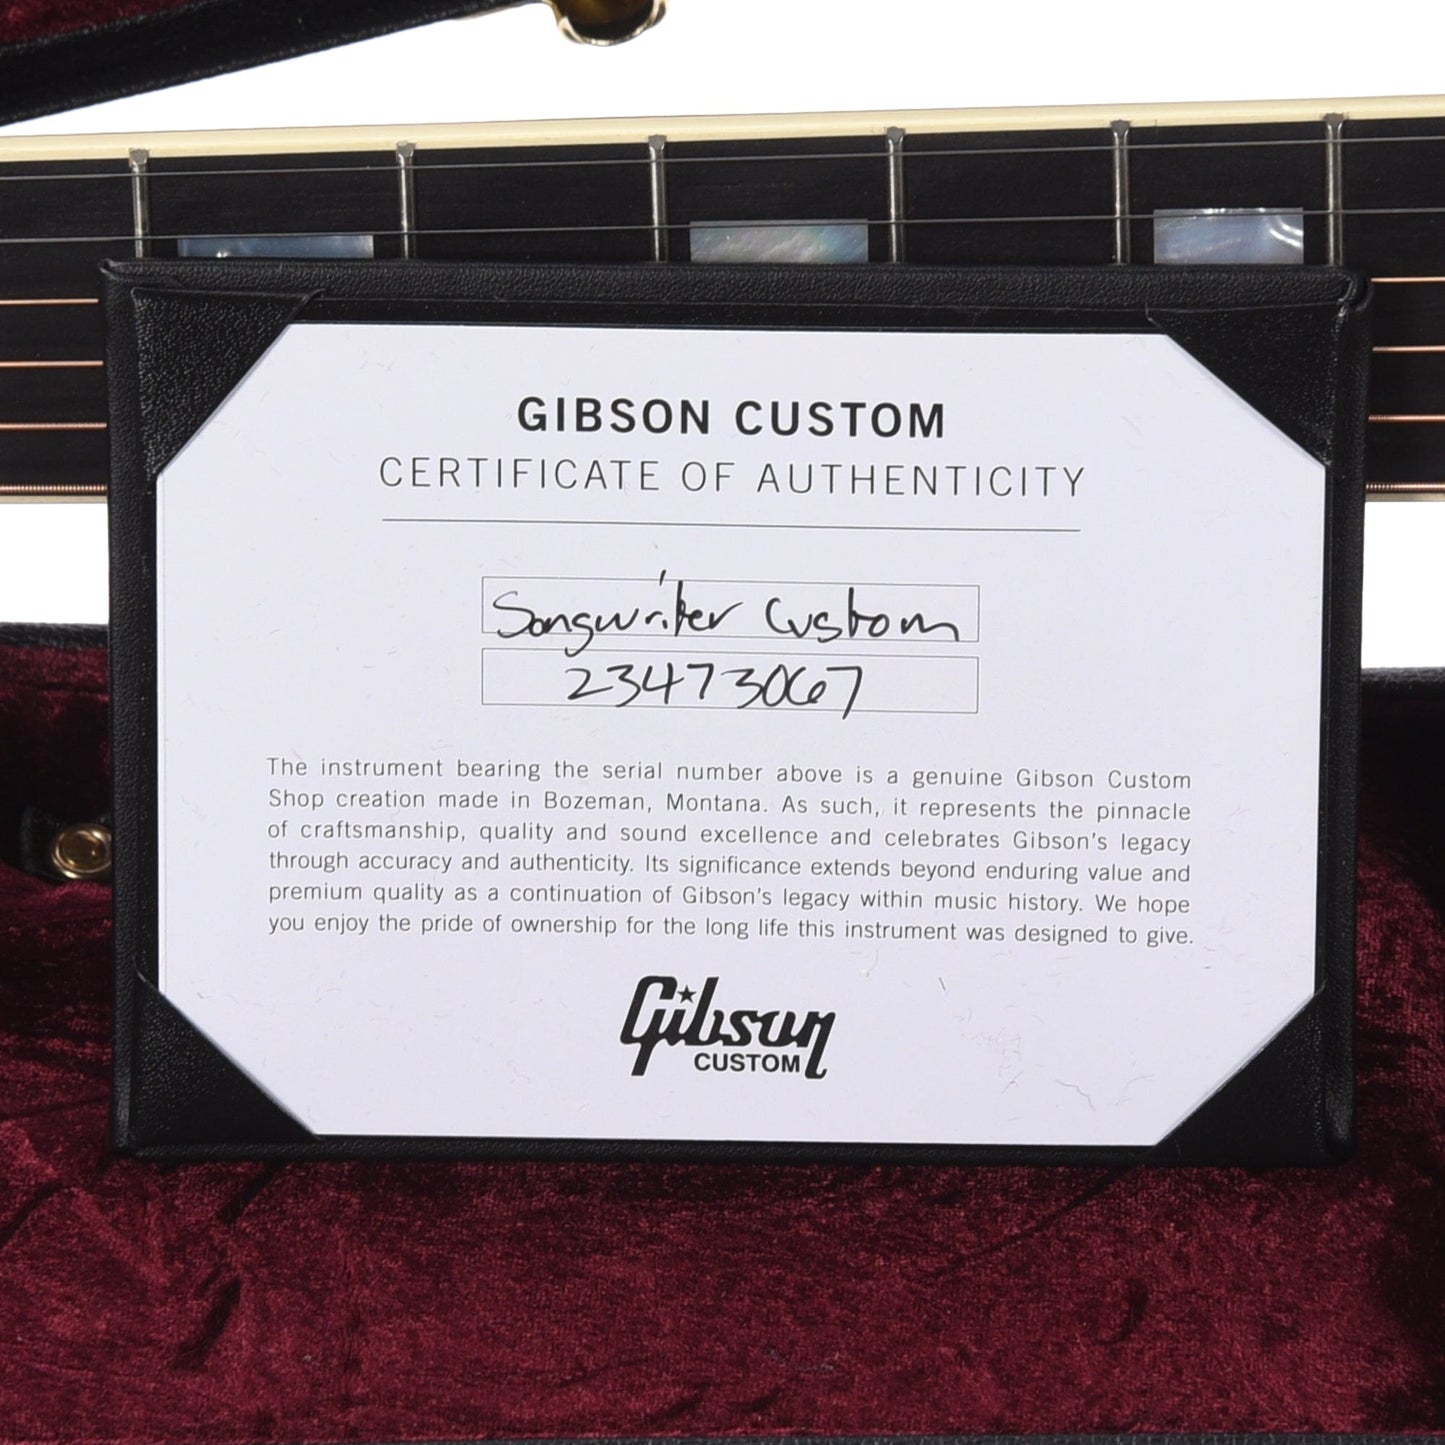 GIBSON CUSTOM
CERTIFICATE OF AUTHENTICITY
Songwriter Custom
23473067
The instrument bearing the serial number above is a genuine Gibson Custom
Shop creation made in Bozeman, Montana. As such, it represents the pinnacle
of craftsmanship, quality and sound excellence and celebrates Gibson's legacy
through accuracy and authenticity. Its significance extends beyond enduring value and
premium quality as a continuation of Gibson's legacy within music history. We hope
you enjoy the pride of ownership for the long life this instrument was designed to give.
Gibson
CUSTOM